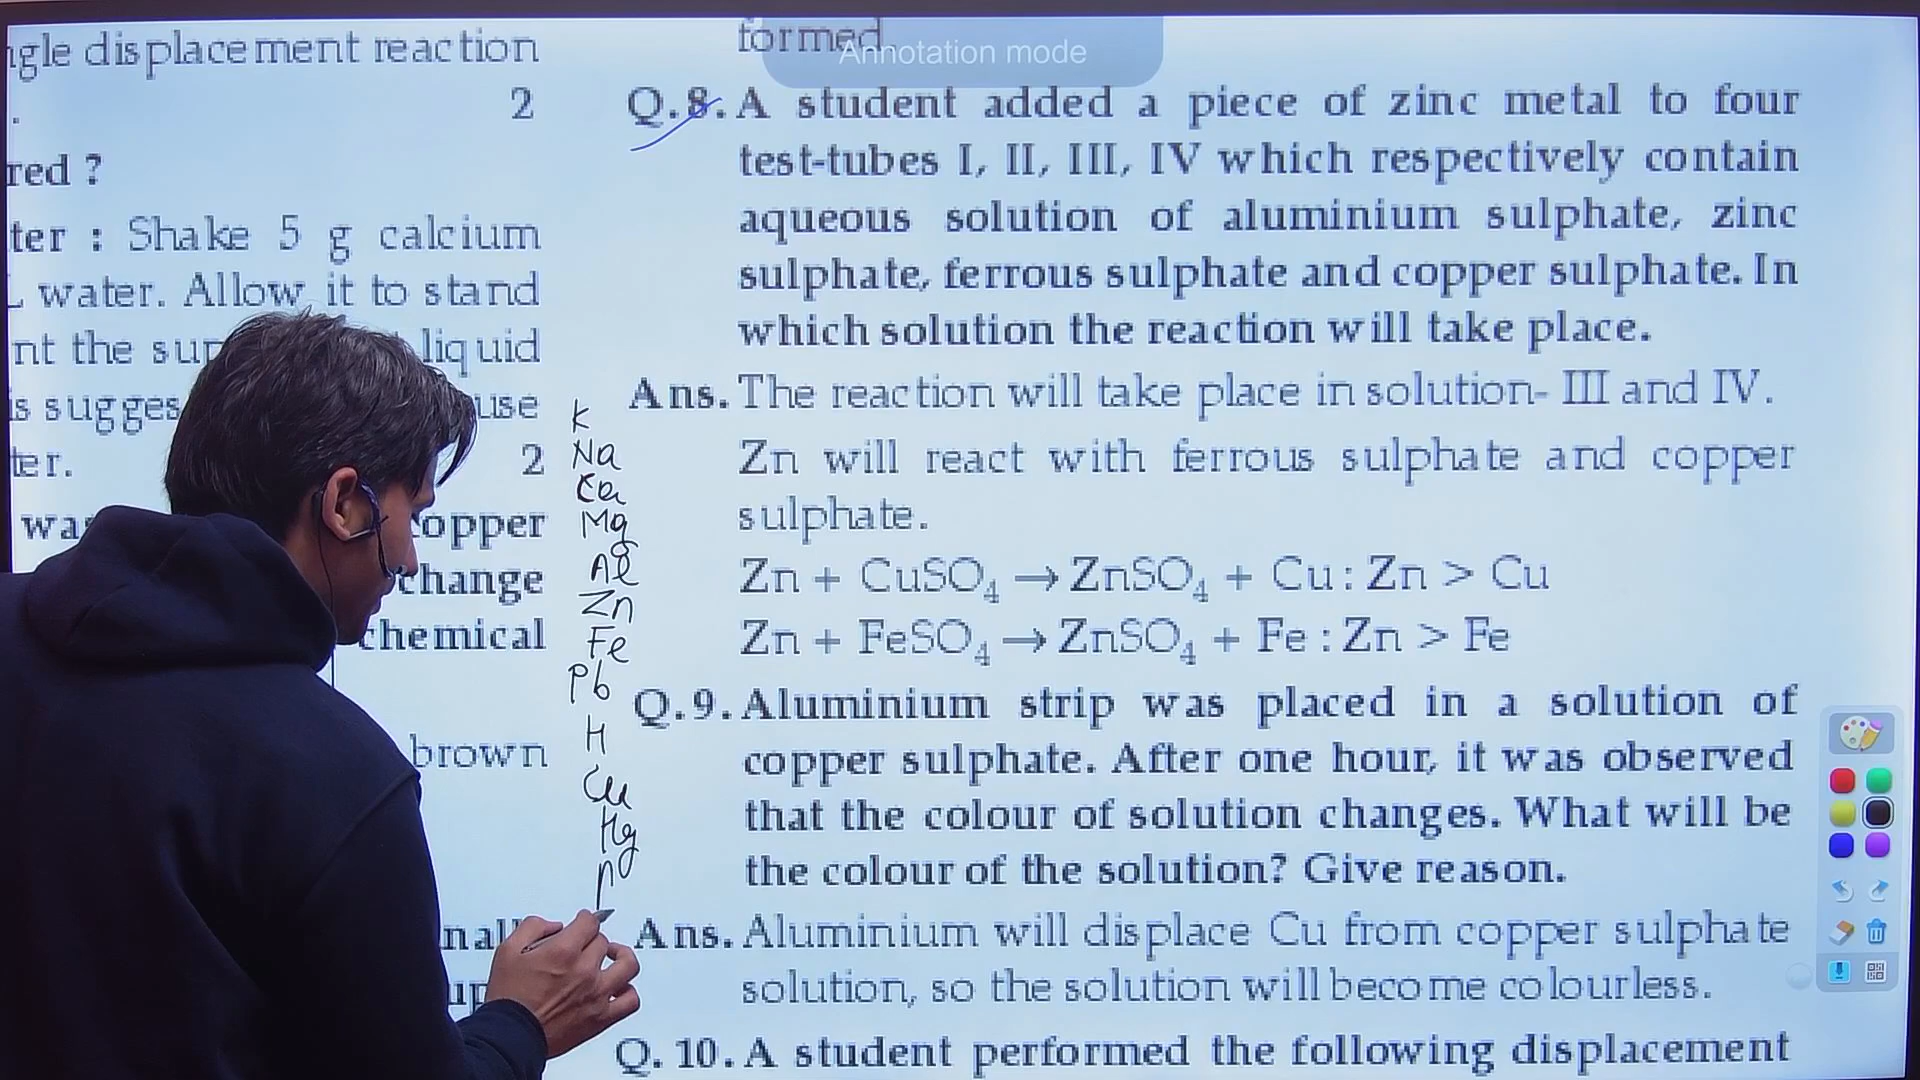 ngle displacement reaction
.
2
red ?
ter : Shake 5 g calcium
L water. Allow it to stand
nt the sup liquid
is sugges use
ter.
2
was opper
change
chemical
brown
nall
up
K
Na
Ca
Mg
Al
Zn
Fe
Pb
H
Cu
Hg
formed
Annotation mode
Q.8. A student added a piece of zinc metal to four
test-tubes I, II, III, IV which respectively contain
aqueous solution of aluminium sulphate, zinc
sulphate, ferrous sulphate and copper sulphate. In
which solution the reaction will take place.
Ans. The reaction will take place in solution- III and IV.
Zn will react with ferrous sulphate and copper
sulphate.
Zn + CuSO₄ → ZnSO₄ + Cu : Zn > Cu
Zn + FeSO₄ → ZnSO₄ + Fe : Zn > Fe
Q.9. Aluminium strip was placed in a solution of
copper sulphate. After one hour, it was observed
that the colour of solution changes. What will be
the colour of the solution? Give reason.
Ans. Aluminium will displace Cu from copper sulphate
solution, so the solution will become colourless.
Q. 10. A student performed the following displacement